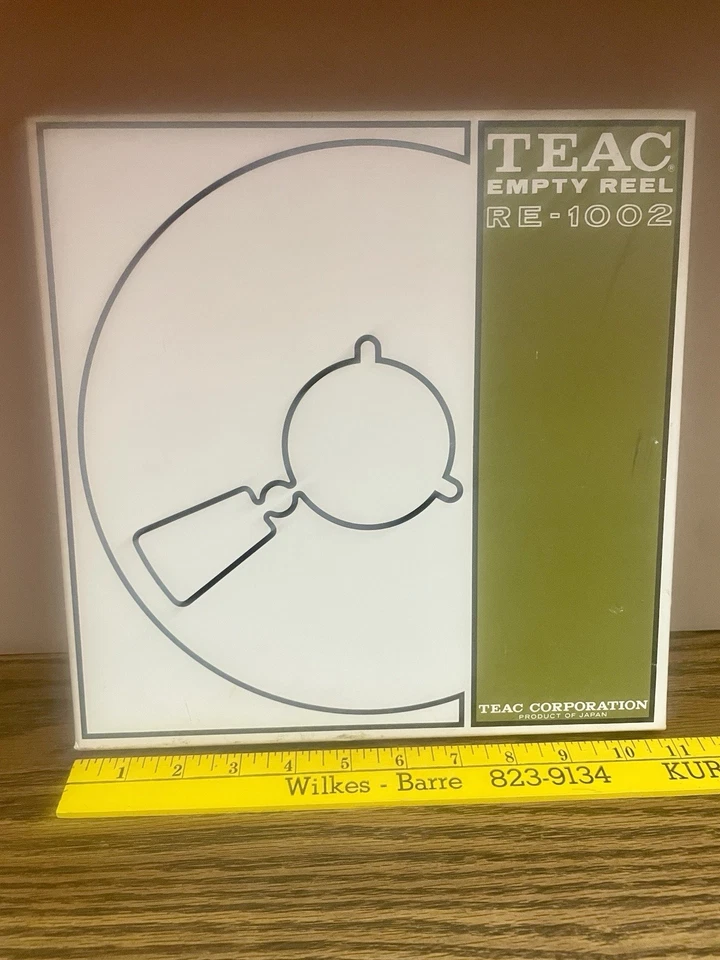 TEAC®
EMPTY REEL
RE-1002
TEAC CORPORATION
PRODUCT OF JAPAN
1 2 3 4 5 6 7 8 9 10 11
Wilkes - Barre 823-9134 KUR